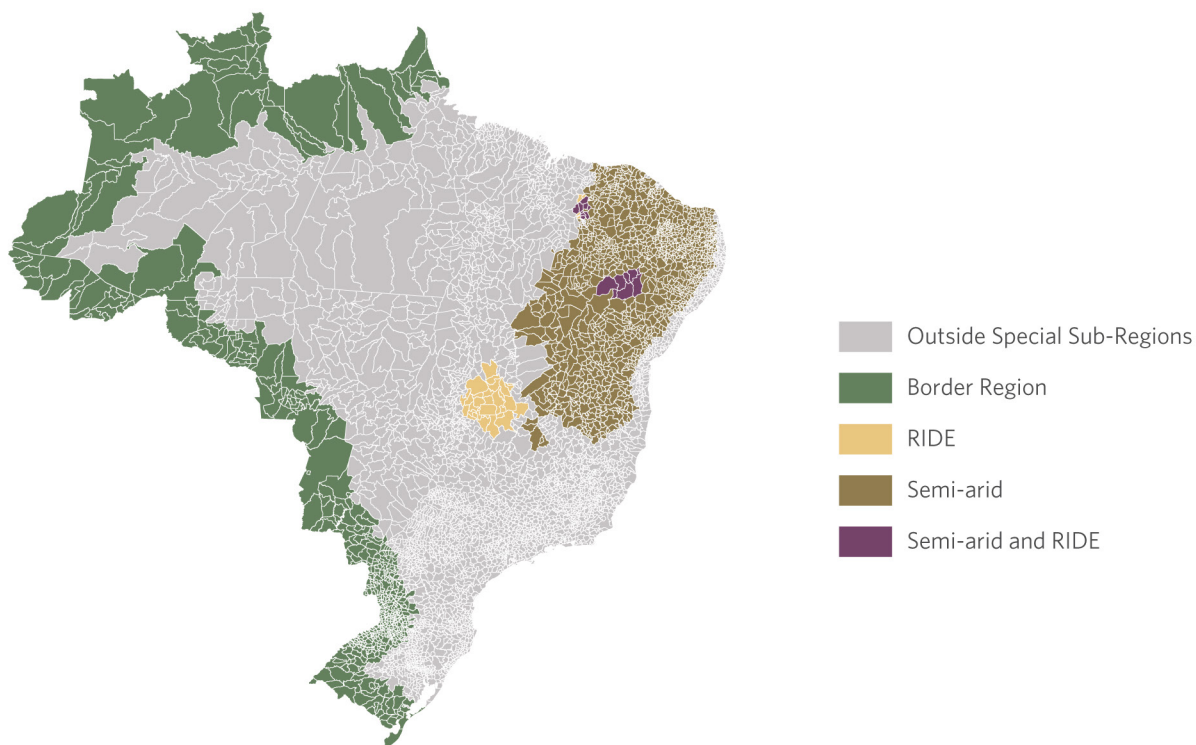 Outside Special Sub-Regions
Border Region
RIDE
Semi-arid
Semi-arid and RIDE